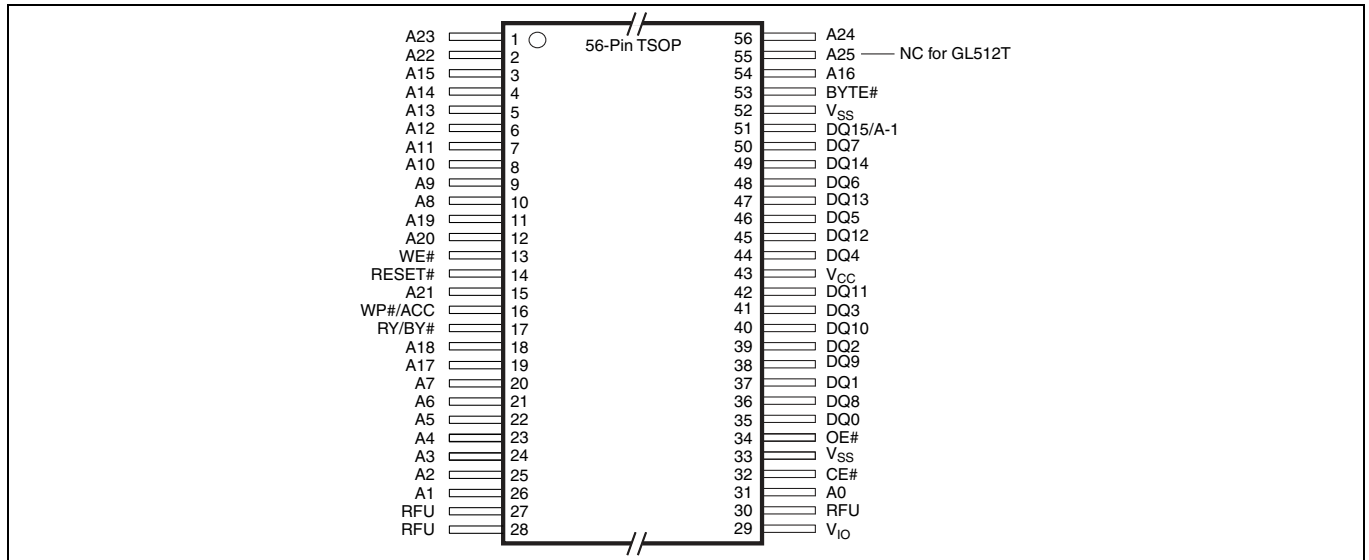 56-Pin TSOP
A23 1 56 A24
A22 2 55 A25 NC for GL512T
A15 3 54 A16
A14 4 53 BYTE#
A13 5 52 VSS
A12 6 51 DQ15/A-1
A11 7 50 DQ7
A10 8 49 DQ14
A9 9 48 DQ6
A8 10 47 DQ13
A19 11 46 DQ5
A20 12 45 DQ12
WE# 13 44 DQ4
RESET# 14 43 VCC
A21 15 42 DQ11
WP#/ACC 16 41 DQ3
RY/BY# 17 40 DQ10
A18 18 39 DQ2
A17 19 38 DQ9
A7 20 37 DQ1
A6 21 36 DQ8
A5 22 35 DQ0
A4 23 34 OE#
A3 24 33 VSS
A2 25 32 CE#
A1 26 31 A0
RFU 27 30 RFU
RFU 28 29 VIO